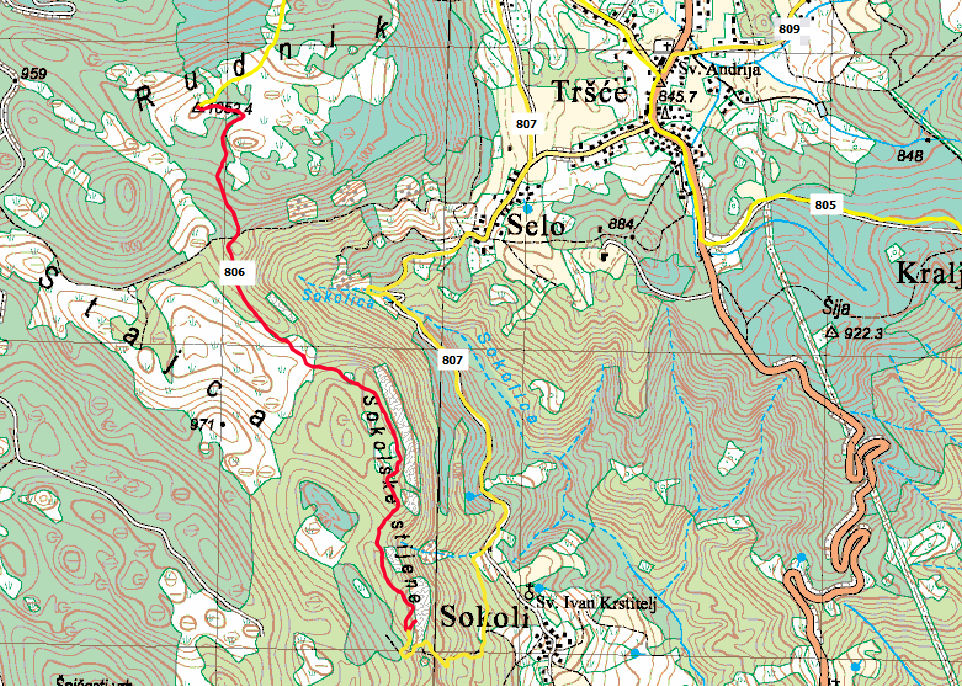 Rudnik
809
Sv. Andrija
959
Tršće
845.7
807
848
884
Selo
805
806
Stajica
Sokolica
Kralj
Šija
922.3
807
Sokolica
971
Sokolske stijene
Sokoli
Sv. Ivan Krstitelj